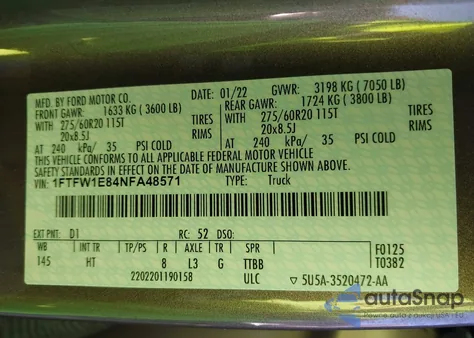 MFD. BY FORD MOTOR CO. DATE: 01/22 GVWR: 3198 KG ( 7050 LB)
FRONT GAWR: 1633 KG ( 3600 LB) REAR GAWR: 1724 KG ( 3800 LB)
WITH 275/60R20 115T TIRES WITH 275/60R20 115T TIRES
20x8.5J RIMS 20x8.5J RIMS
AT 240 kPa/ 35 PSI COLD AT 240 kPa/ 35 PSI COLD
THIS VEHICLE CONFORMS TO ALL APPLICABLE FEDERAL MOTOR VEHICLE
SAFETY STANDARDS IN EFFECT ON THE DATE OF MANUFACTURE SHOWN ABOVE.
VIN: 1FTFW1E84NFA48571 TYPE: Truck
EXT PNT: D1 RC: 52 DSO:
WB INT TR TP/PS R AXLE TR SPR F0125
145 HT 8 L3 G TTBB T0382
2202201190158 ULC 5U5A-3520472-AA
autaSnap